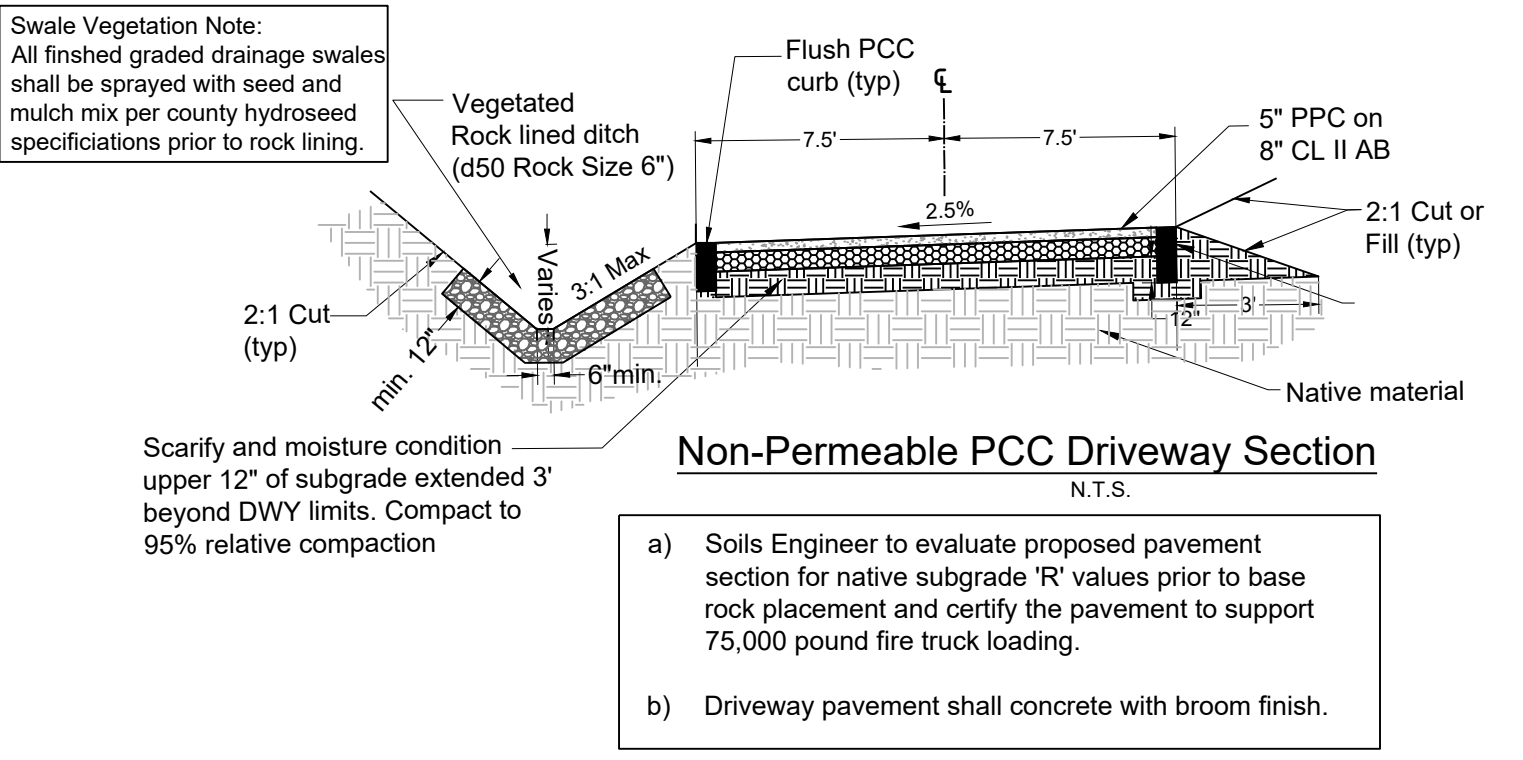 Swale Vegetation Note:
All finshed graded drainage swales
shall be sprayed with seed and
mulch mix per county hydroseed
specificiations prior to rock lining.
Vegetated
Rock lined ditch
(d50 Rock Size 6")
Flush PCC
curb (typ)
℄
7.5'
7.5'
5" PPC on
8" CL II AB
2.5%
2:1 Cut or
Fill (typ)
Varies
3:1 Max
2:1 Cut
(typ)
min. 12"
6"min.
12"
3'
Native material
Scarify and moisture condition
upper 12" of subgrade extended 3'
beyond DWY limits. Compact to
95% relative compaction
Non-Permeable PCC Driveway Section
N.T.S.
a) Soils Engineer to evaluate proposed pavement
section for native subgrade 'R' values prior to base
rock placement and certify the pavement to support
75,000 pound fire truck loading.
b) Driveway pavement shall concrete with broom finish.